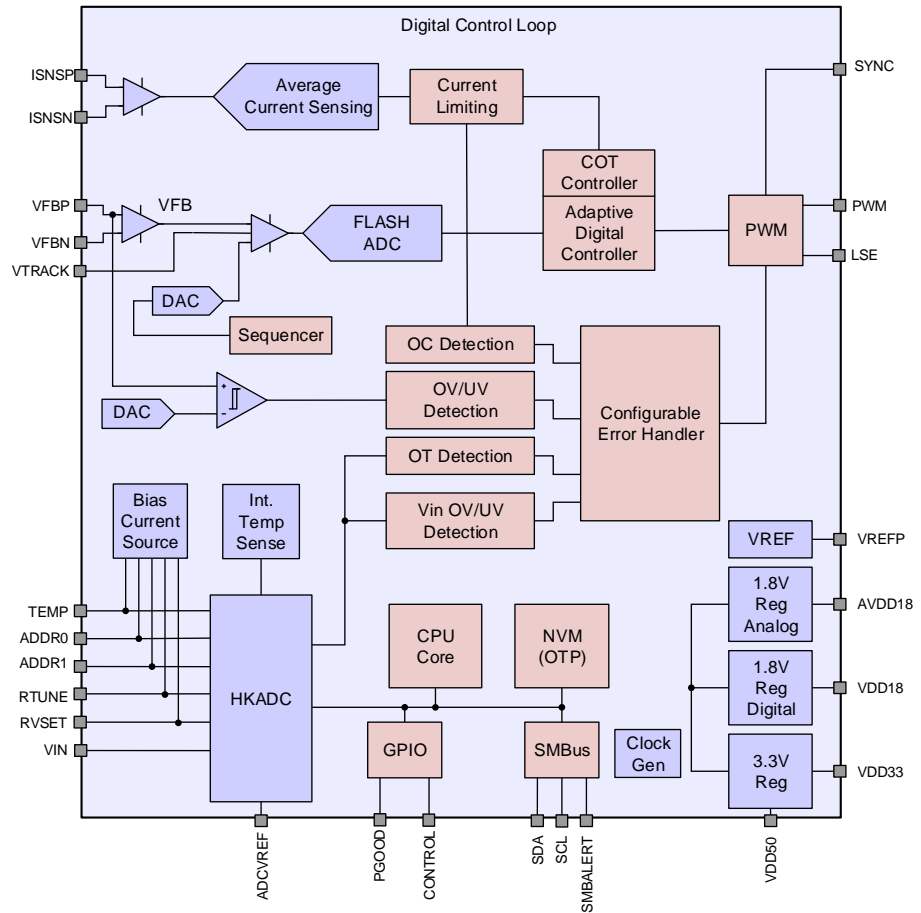 Digital Control Loop
ISNSP
ISNSN
Average
Current Sensing
Current
Limiting
SYNC
COT
Controller
Adaptive
Digital
Controller
VFBP
VFBN
VTRACK
VFB
FLASH
ADC
PWM
PWM
LSE
DAC
Sequencer
OC Detection
OV/UV
Detection
OT Detection
Vin OV/UV
Detection
Configurable
Error Handler
DAC
+
-
Bias
Current
Source
Int.
Temp
Sense
VREF
VREFP
1.8V
Reg
Analog
AVDD18
1.8V
Reg
Digital
VDD18
3.3V
Reg
VDD33
TEMP
ADDR0
ADDR1
RTUNE
RVSET
VIN
HKADC
CPU
Core
NVM
(OTP)
GPIO
SMBus
Clock
Gen
ADCVREF
PGOOD
CONTROL
SDA
SCL
SMBALERT
VDD50